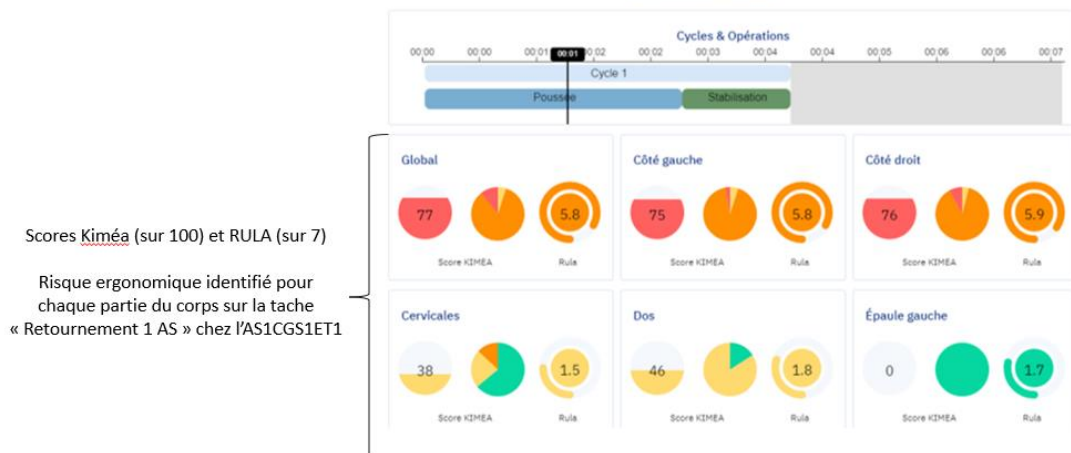 Cycles & Opérations
00:00 00:00 00:01 00:01 00:02 00:02 00:03 00:04 00:04 00:05 00:06 00:06 00:07
Cycle 1
Poussée Stabilisation
Scores Kiméa (sur 100) et RULA (sur 7)
Risque ergonomique identifié pour
chaque partie du corps sur la tache
« Retournement 1 AS » chez l’AS1CGS1ET1
Global
77 5.8
Score KIMEA Rula
Côté gauche
75 5.8
Score KIMEA Rula
Côté droit
76 5.9
Score KIMEA Rula
Cervicales
38 1.5
Score KIMEA Rula
Dos
46 1.8
Score KIMEA Rula
Épaule gauche
0 1.7
Score KIMEA Rula